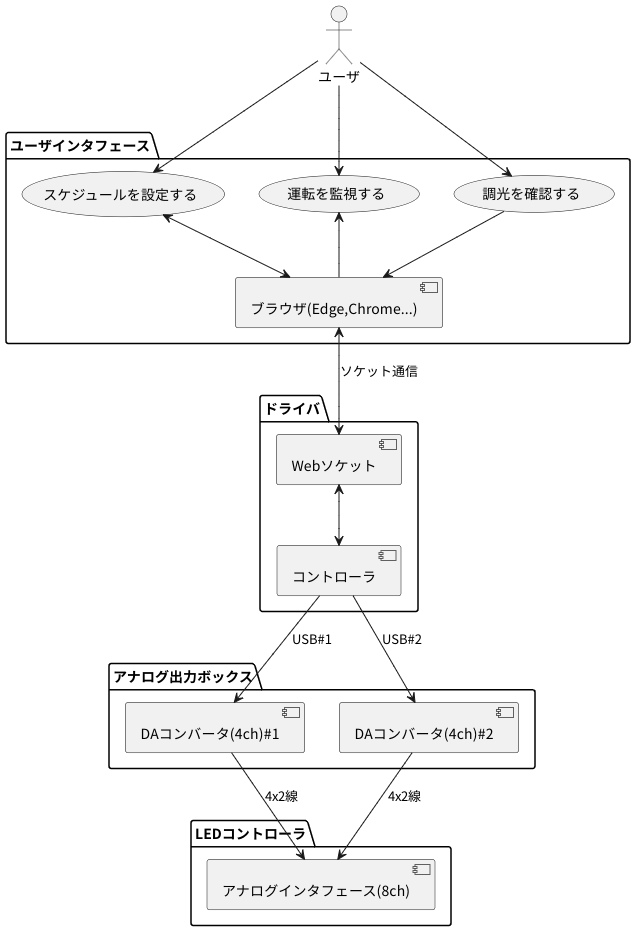 ユーザ
ユーザインタフェース
スケジュールを設定する
運転を監視する
調光を確認する
ブラウザ(Edge,Chrome...)
ソケット通信
ドライバ
Webソケット
コントローラ
USB#1
USB#2
アナログ出力ボックス
DAコンバータ(4ch)#1
DAコンバータ(4ch)#2
4x2線
4x2線
LEDコントローラ
アナログインタフェース(8ch)